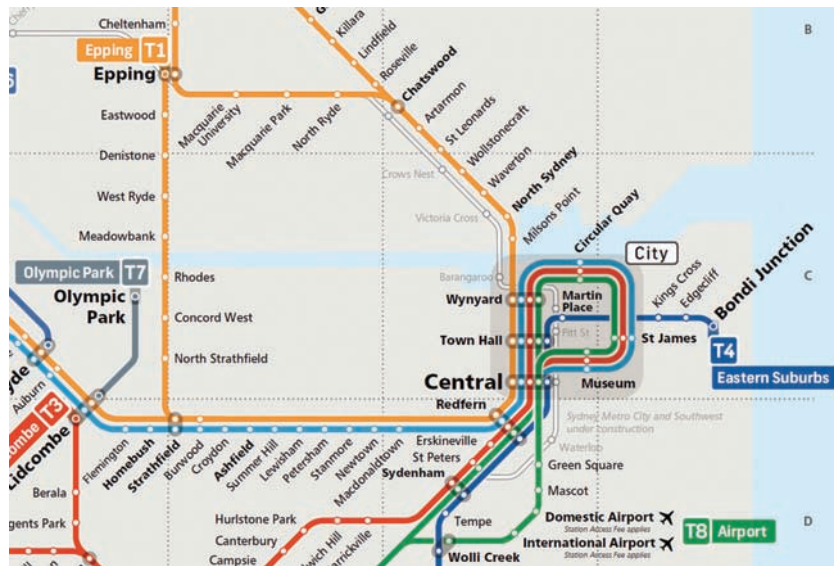 Cheltenham
Killara
Lindfield
Roseville
Chatswood
B
Epping T1
Epping
Artarmon
St Leonards
Wollstonecraft
Waverton
North Sydney
Milsons Point
Macquarie
University
Macquarie Park
North Ryde
Eastwood
Denistone
Crows Nest
West Ryde
Victoria Cross
Meadowbank
Circular Quay
City
Olympic Park T7
Olympic
Park
Rhodes
Barangaroo
Wynyard
Martin
Place
Kings Cross
Edgecliff
Bondi Junction
C
Concord West
Town Hall
Pitt St
St James
T4
Eastern Suburbs
North Strathfield
Central
Museum
Redfern
Auburn
T3
Lidcombe
Flemington
Homebush
Strathfield
Burwood
Croydon
Ashfield
Summer Hill
Lewisham
Petersham
Stanmore
Newtown
Macdonaldtown
Erskineville
St Peters
Sydenham
Sydney Metro City and Southwest
under construction
Waterloo
Green Square
Mascot
Berala
gents Park
Hurlstone Park
Canterbury
Campsie
wich Hill
arrickville
Tempe
Wolli Creek
Domestic Airport
Station Access Fee applies
International Airport
Station Access Fee applies
T8 Airport
D